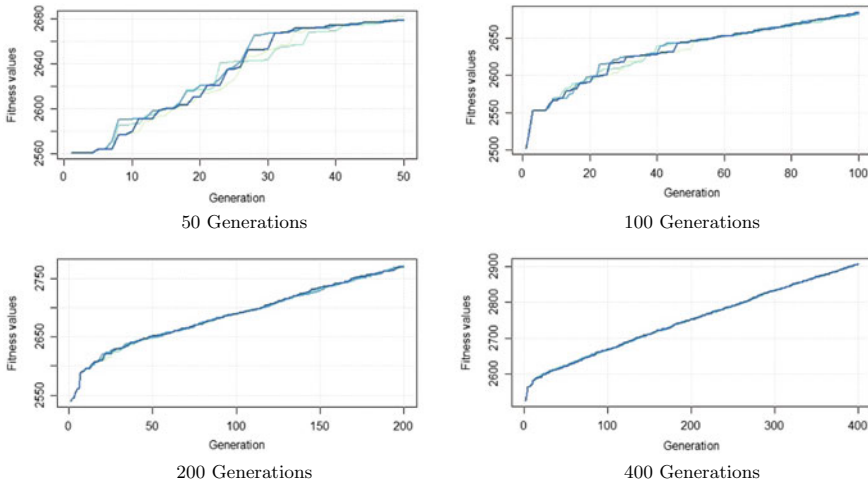 Fitness values
2680
2640
2600
2560
0 10 20 30 40 50
Generation
50 Generations
Fitness values
2650
2600
2550
2500
0 20 40 60 80 100
Generation
100 Generations
Fitness values
2750
2650
2550
0 50 100 150 200
Generation
200 Generations
Fitness values
2900
2800
2700
2600
0 100 200 300 400
Generation
400 Generations